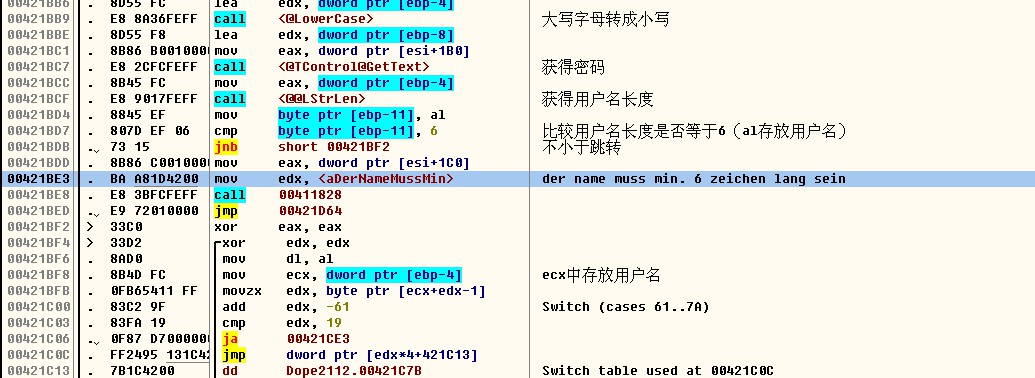 00421BB6 . 8D55 FC lea edx, dword ptr [ebp-4]
00421BB9 . E8 8A36FEFF call <@LowerCase> 大写字母转成小写
00421BBE . 8D55 F8 lea edx, dword ptr [ebp-8]
00421BC1 . 8B86 B0010000 mov eax, dword ptr [esi+1B0]
00421BC7 . E8 2CFCFEFF call <@TControl@GetText> 获得密码
00421BCC . 8B45 FC mov eax, dword ptr [ebp-4]
00421BCF . E8 9017FEFF call <@@LStrLen> 获得用户名长度
00421BD4 . 8845 EF mov byte ptr [ebp-11], al
00421BD7 . 807D EF 06 cmp byte ptr [ebp-11], 6 比较用户名长度是否等于6（al存放用户名）
00421BDB . 73 15 jnb short 00421BF2 不小于跳转
00421BDD . 8B86 C0010000 mov eax, dword ptr [esi+1C0]
00421BE3 . BA A81D4200 mov edx, <aDerNameMussMin> der name muss min. 6 zeichen lang sein
00421BE8 . E8 3BFCFEFF call 00411828
00421BED . E9 72010000 jmp 00421D64
00421BF2 > 33C0 xor eax, eax
00421BF4 > 33D2 xor edx, edx
00421BF6 . 8AD0 mov dl, al
00421BF8 . 8B4D FC mov ecx, dword ptr [ebp-4] ecx中存放用户名
00421BFB . 0FB65411 FF movzx edx, byte ptr [ecx+edx-1]
00421C00 . 83C2 9F add edx, -61 Switch (cases 61..7A)
00421C03 . 83FA 19 cmp edx, 19
00421C06 . 0F87 D7000000 ja 00421CE3
00421C0C . FF2495 131C42 jmp dword ptr [edx*4+421C13]
00421C13 . 7B1C4200 dd Dope2112.00421C7B Switch table used at 00421C0C